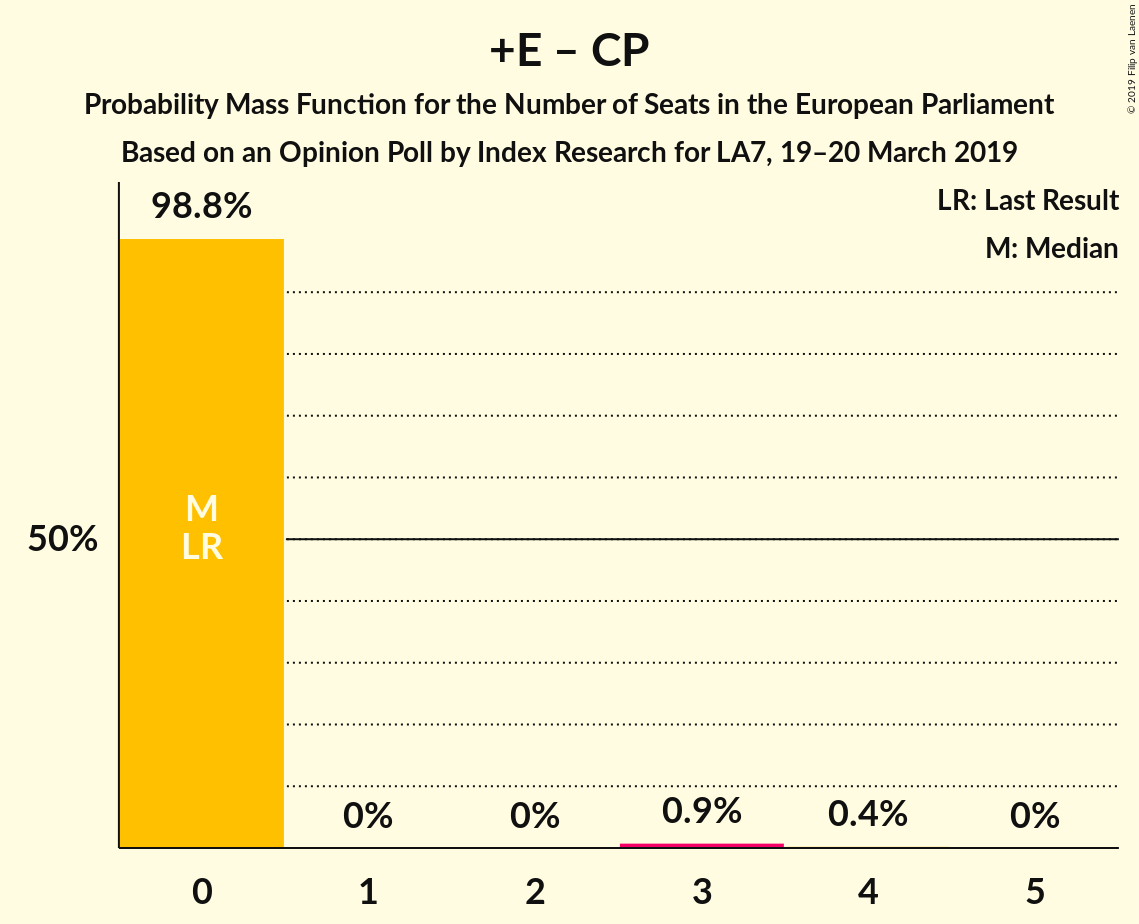 +E – CP
Probability Mass Function for the Number of Seats in the European Parliament
Based on an Opinion Poll by Index Research for LA7, 19–20 March 2019
© 2019 Filip van Laenen
LR: Last Result
M: Median
98.8%
M
LR
50%
0%
0%
0.9%
0.4%
0%
0
1
2
3
4
5